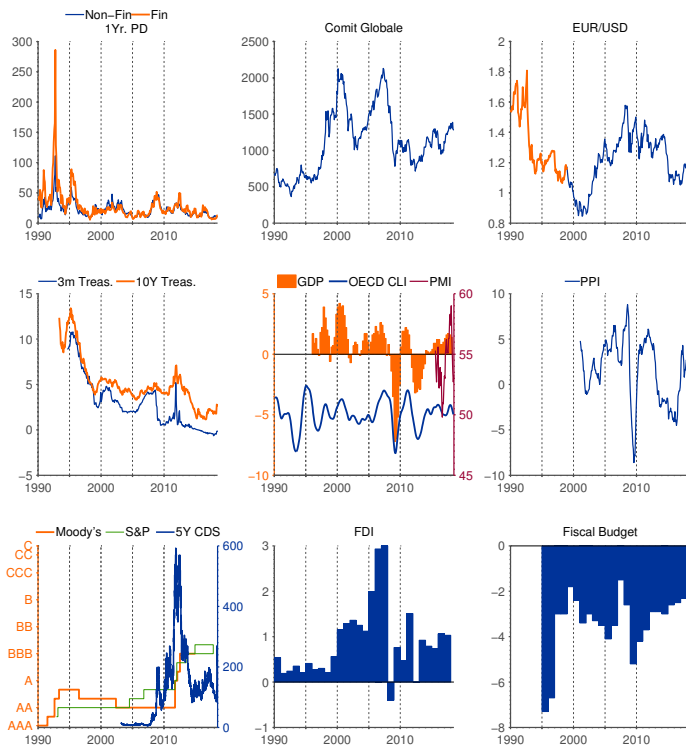 Non−Fin Fin
1Yr. PD
300
250
200
150
100
50
0
1990 2000 2010
Comit Globale
2500
2000
1500
1000
500
0
1990 2000 2010
EUR/USD
2
1.8
1.6
1.4
1.2
1
0.8
1990 2000 2010
3m Treas. 10Y Treas.
15
10
5
0
−5
1990 2000 2010
GDP OECD CLI PMI
5 60
0 55
−5 50
−10 45
1990 2000 2010
PPI
10
5
0
−5
−10
1990 2000 2010
Moody's S&P 5Y CDS
C 600
CC
CCC
B 400
BB
BBB 200
A
AA
AAA 0
1990 2000 2010
FDI
3
2
1
0
−1
1990 2000 2010
Fiscal Budget
0
−2
−4
−6
−8
1990 2000 2010